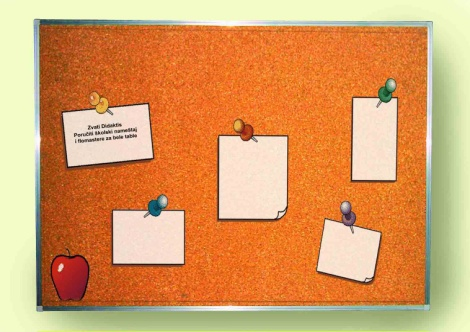 Zvati Didaktis
Poručiti školski nameštaj
i flomastere za bele table